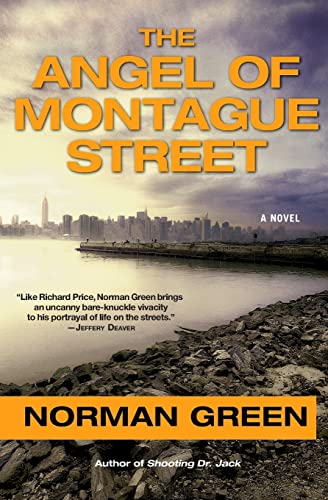 THE
ANGEL OF
MONTAGUE
STREET
A NOVEL
“Like Richard Price, Norman Green brings
an uncanny bare-knuckle vivacity
to his portrayal of life on the streets.”
—JEFFERY DEAVER
NORMAN GREEN
Author of Shooting Dr. Jack